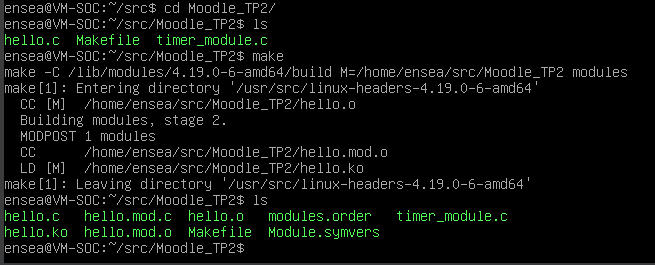 ensea@VM-SOC:~/src$ cd Moodle_TP2/
ensea@VM-SOC:~/src/Moodle_TP2$ ls
hello.c  Makefile  timer_module.c
ensea@VM-SOC:~/src/Moodle_TP2$ make
make -C /lib/modules/4.19.0-6-amd64/build M=/home/ensea/src/Moodle_TP2 modules
make[1]: Entering directory '/usr/src/linux-headers-4.19.0-6-amd64'
  CC [M]  /home/ensea/src/Moodle_TP2/hello.o
  Building modules, stage 2.
  MODPOST 1 modules
  CC      /home/ensea/src/Moodle_TP2/hello.mod.o
  LD [M]  /home/ensea/src/Moodle_TP2/hello.ko
make[1]: Leaving directory '/usr/src/linux-headers-4.19.0-6-amd64'
ensea@VM-SOC:~/src/Moodle_TP2$ ls
hello.c   hello.mod.c  hello.o   modules.order   timer_module.c
hello.ko  hello.mod.o  Makefile  Module.symvers
ensea@VM-SOC:~/src/Moodle_TP2$